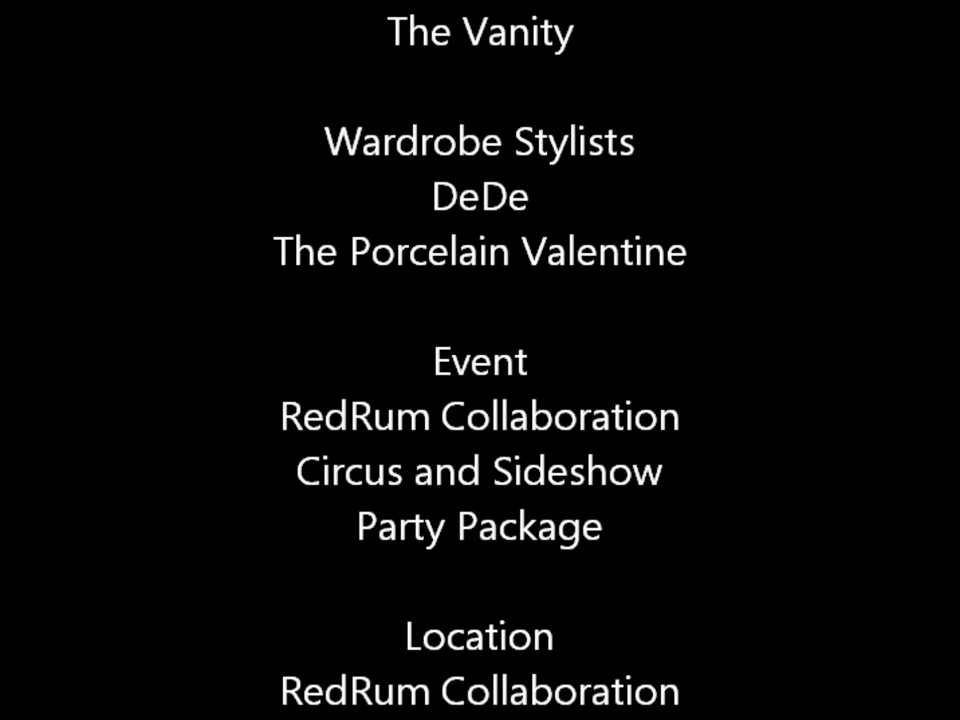 The Vanity
Wardrobe Stylists
DeDe
The Porcelain Valentine
Event
RedRum Collaboration
Circus and Sideshow
Party Package
Location
RedRum Collaboration